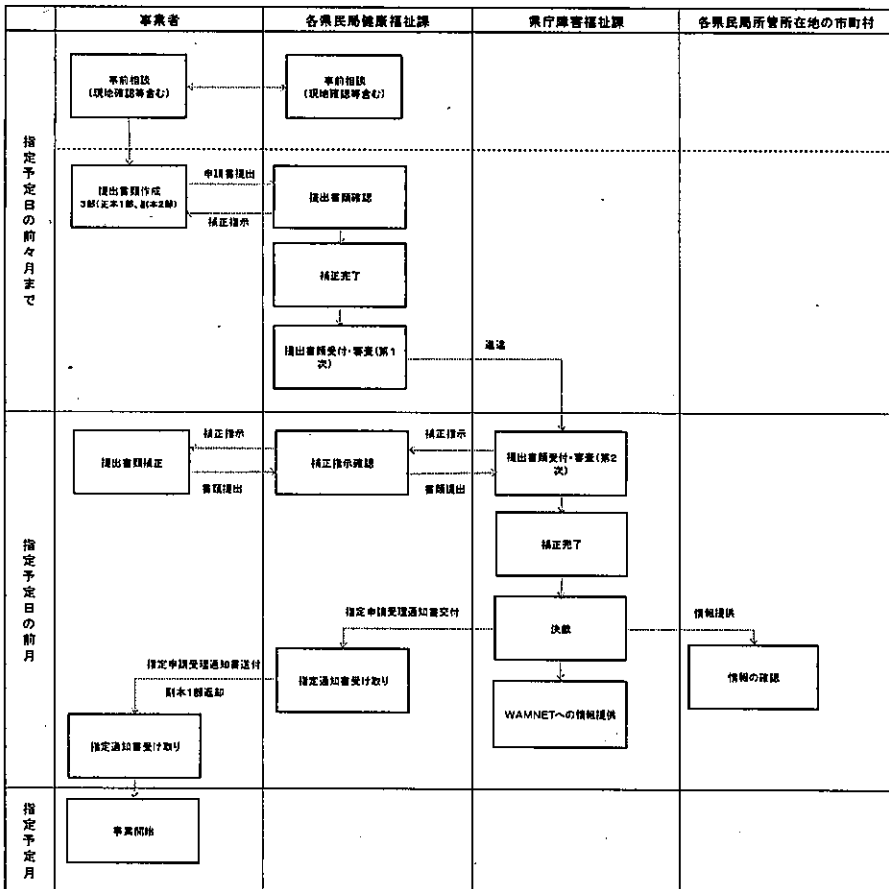 事業者
各県民局健康福祉課
県庁障害福祉課
各県民局所管所在地の市町村
指定予定日の前々月まで
事前相談
(現地確認等含む)
事前相談
(現地確認等含む)
提出書類作成
3部(正本1部、副本2部)
申請書提出
補正指示
提出書類確認
補正完了
提出書類受付・審査(第1
次)
進達
指定予定日の前月
提出書類補正
補正指示
書類提出
補正指示確認
補正指示
書類提出
提出書類受付・審査(第2
次)
補正完了
決裁
指定申請受理通知書交付
情報提供
指定通知書受け取り
情報の確認
WAMNETへの情報提供
指定申請受理通知書送付
副本1部返却
指定通知書受け取り
指定予定月
事業開始